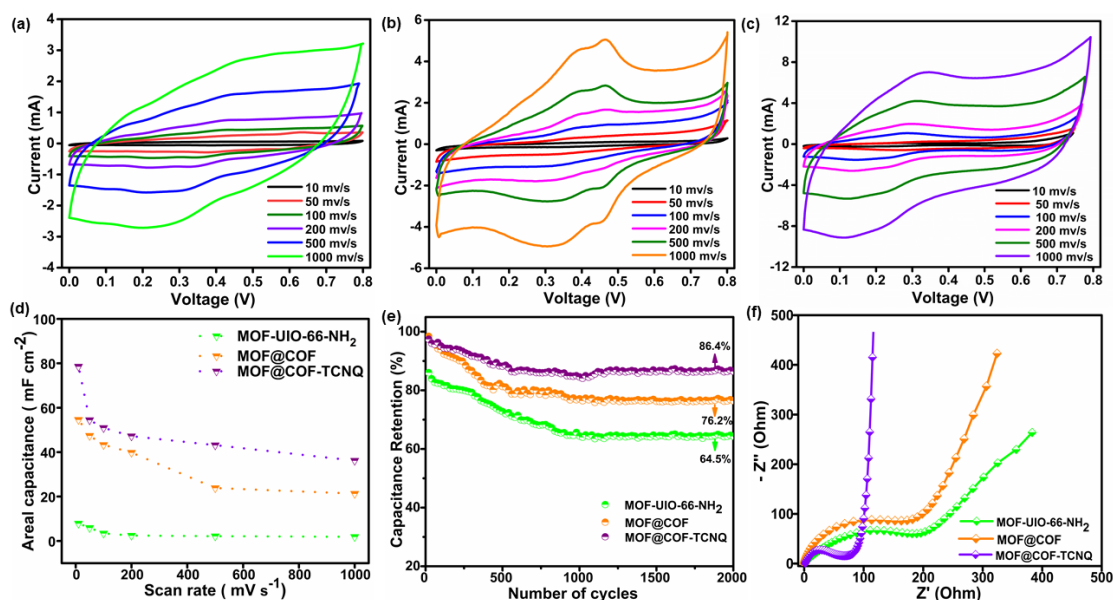 (a)
Current (mA)
4
3
2
1
0
-1
-2
-3
-4
0.0 0.1 0.2 0.3 0.4 0.5 0.6 0.7 0.8
Voltage (V)
10 mv/s
50 mv/s
100 mv/s
200 mv/s
500 mv/s
1000 mv/s
(b)
Current (mA)
6
4
2
0
-2
-4
-6
0.0 0.1 0.2 0.3 0.4 0.5 0.6 0.7 0.8
Voltage (V)
10 mv/s
50 mv/s
100 mv/s
200 mv/s
500 mv/s
1000 mv/s
(c)
Current (mA)
12
8
4
0
-4
-8
-12
0.0 0.1 0.2 0.3 0.4 0.5 0.6 0.7 0.8
Voltage (V)
10 mv/s
50 mv/s
100 mv/s
200 mv/s
500 mv/s
1000 mv/s
(d)
Areal capacitance ( mF cm⁻²)
100
80
60
40
20
0
0 200 400 600 800 1000
Scan rate ( mV s⁻¹)
MOF-UIO-66-NH₂
MOF@COF
MOF@COF-TCNQ
(e)
Capacitance Retention (%)
100
80
60
40
20
0 250 500 750 1000 1250 1500 1750 2000
Number of cycles
86.4%
76.2%
64.5%
MOF-UIO-66-NH₂
MOF@COF
MOF@COF-TCNQ
(f)
- Z'' (Ohm)
500
400
300
200
100
0
0 100 200 300 400 500
Z' (Ohm)
MOF-UIO-66-NH₂
MOF@COF
MOF@COF-TCNQ